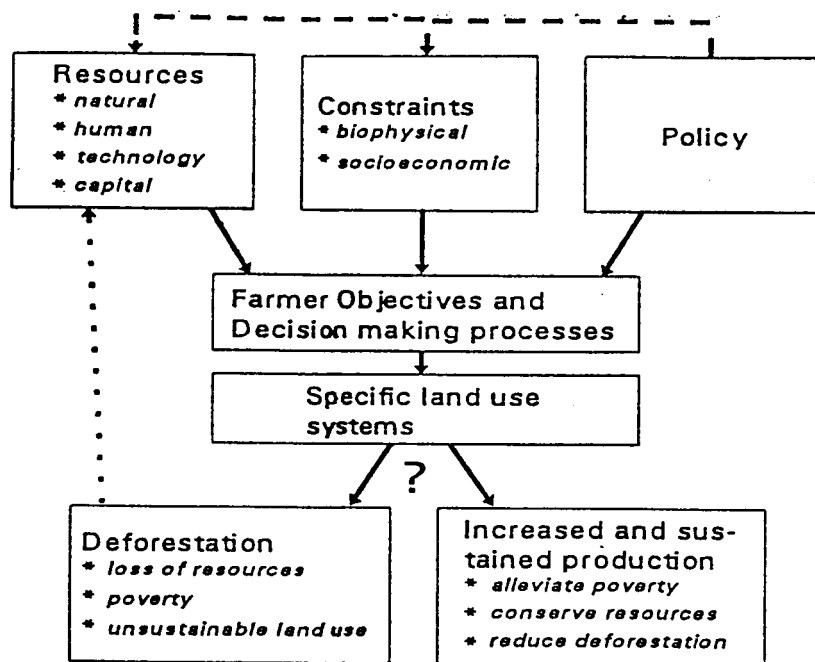 Resources
* natural
* human
* technology
* capital
Constraints
* biophysical
* socioeconomic
Policy
Farmer Objectives and
Decision making processes
Specific land use
systems
?
Deforestation
* loss of resources
* poverty
* unsustainable land use
Increased and sus-
tained production
* alleviate poverty
* conserve resources
* reduce deforestation